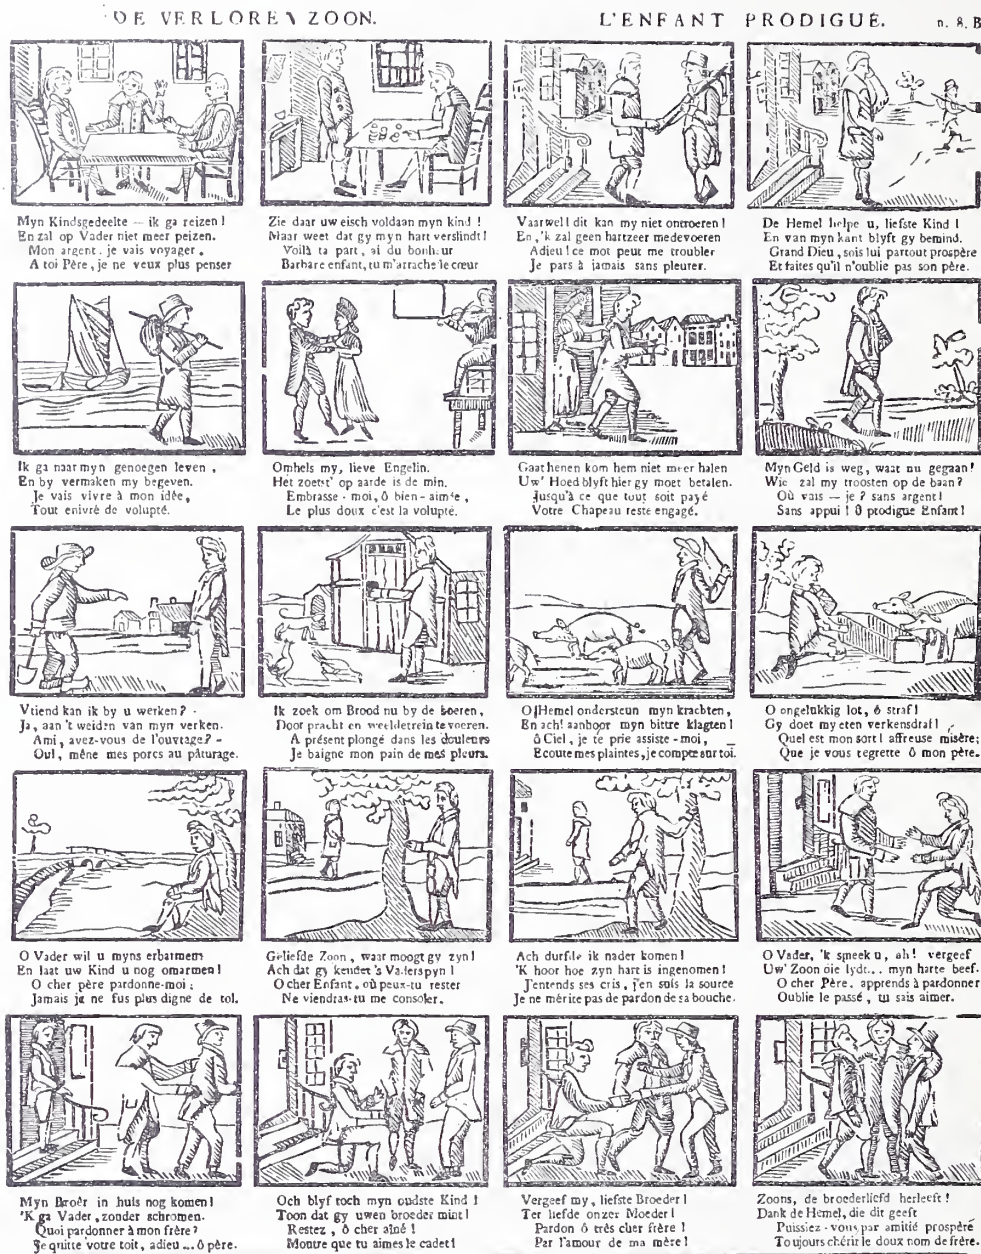 DE VERLOREN ZOON. L'ENFANT PRODIGUE. n. 8. B
Myn Kindsgedeelte — ik ga reizen!
En zal op Vader niet meer peizen.
Mon argent. je vais voyager.
A toi Père, je ne veux plus penser
Zie daar uw eisch voldaan myn kind!
Maar weet dat gy myn hart verslindt!
Voilà ta part, ai du bonheur
Barbare enfant, tu m'arrache le cœur
Vaarwel! dit kan my niet ontroeren!
En, 'k zal geen hartzeer medevoeren
Adieu! ce mot peut me troubler
Je pars à jamais sans pleurer.
De Hemel helpe u, liefste Kind!
En van myn kant blyft gy bemind.
Grand Dieu, sois lui partout prospère
Et faites qu'il n'oublie pas son père.
Ik ga naar myn genoegen leven,
En by vermaken my begeven.
Je vais vivre à mon idée,
Tout enivré de volupté.
Omhels my, lieve Engelin.
Het zoetst' op aarde is de min.
Embrasse-moi, ô bien-aimée,
Le plus doux c'est la volupté.
Gaat henen kom hem niet meer halen
Uw' Hoed blyft hier gy moet betalen.
Jusqu'à ce que tout soit payé
Votre Chapeau reste engagé.
Myn Geld is weg, waat nu gegaan!
Wie zal my troosten op de baan?
Où vais-je? sans argent!
Sans appui! O prodigue Enfant!
Vriend kan ik by u werken? -
Ja, aan 't weiden van myn verken.
Ami, avez-vous de l'ouvrage? -
Oui, mène mes porcs au pâturage.
Ik zoek om Brood nu by de boeren,
Door pracht en weelde trein te voeren.
A présent plongé dans les douleurs
Je baigne mon pain de mes pleurs.
O! Hemel ondersteun myn krachten,
En ach! aanhoor myn bittre klagten!
ô Ciel, je te prie assiste-moi,
Ecoute mes plaintes, je compte sur toi.
O ongelukkig lot, ô straf!
Gy doet my eten verkensdraf!
Quel est mon sort! affreuse misère;
Que je vous regrette ô mon père.
O Vader wil u myns erbarmen
En laat uw Kind u nog omarmen!
O cher père pardonne-moi;
Jamais je ne fus plus digne de toi.
Geliefde Zoon, waar moogt gy zyn!
Ach dat gy kendet 's Vaderspyn!
O cher Enfant, où peux-tu rester
Ne viendras-tu me consoler.
Ach durfde ik nader komen!
'K hoor hoe zyn hart is ingenomen!
J'entends ses cris, j'en suis la source
Je ne mérite pas de pardon de sa bouche.
O Vader, 'k smeek u, ah! vergeef
Uw' Zoon die lydt... myn harte beef.
O cher Père. apprends à pardonner
Oublie le passé, tu sais aimer.
Myn Broêr in huis nog komen!
'K ga Vader, zonder schromen.
Quoi pardonner à mon frère?
Je quitte votre toit, adieu ... ô père.
Och blyf toch myn oudste Kind!
Toon dat gy uwen broeder mint!
Restez, ô cher aîné!
Montre que tu aimes le cadet!
Vergeef my, liefste Broeder!
Ter liefde onzer Moeder!
Pardon ô très cher frère!
Par l'amour de ma mère!
Zoons, de broederliefd herleeft!
Dank de Hemel, die dit geeft
Puissiez-vous par amitié prospère
Toujours chérir le doux nom de frère.